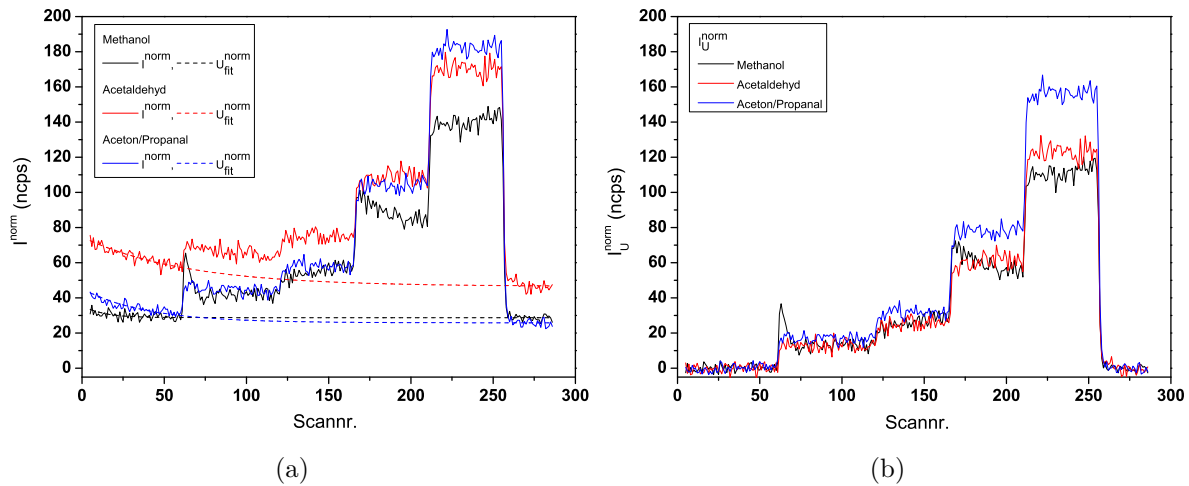 Methanol
I^norm, U_fit^norm
Acetaldehyd
I^norm, U_fit^norm
Aceton/Propanal
I^norm, U_fit^norm
I^norm (ncps)
200
180
160
140
120
100
80
60
40
20
0
0 50 100 150 200 250 300
Scannr.
(a)
I_U^norm
Methanol
Acetaldehyd
Aceton/Propanal
I_U^norm (ncps)
200
180
160
140
120
100
80
60
40
20
0
0 50 100 150 200 250 300
Scannr.
(b)